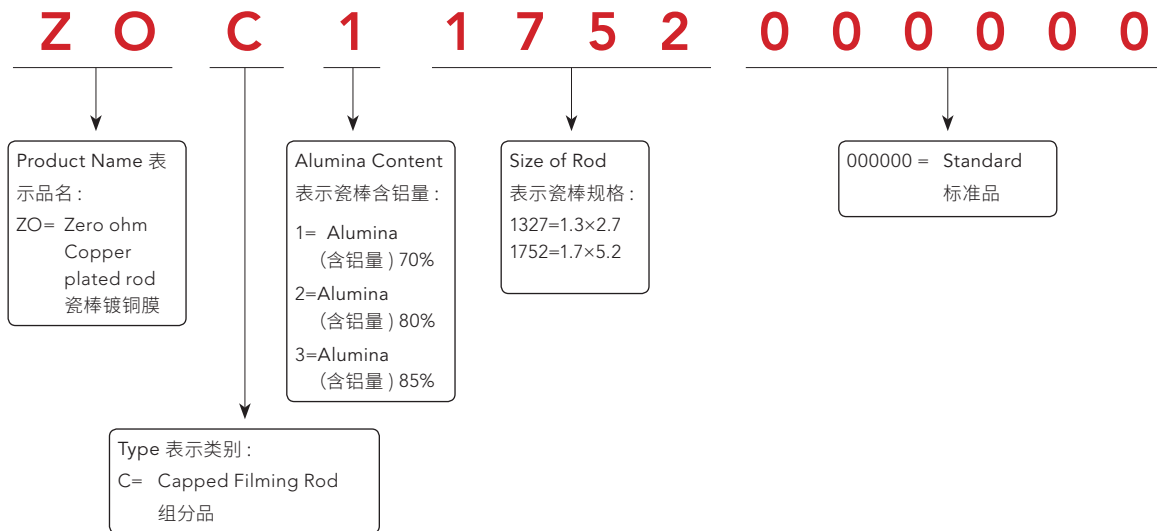 Z O C 1 1 7 5 2 0 0 0 0 0 0
Product Name 表
示品名 :
ZO= Zero ohm
Copper
plated rod
瓷棒镀铜膜
Alumina Content
表示瓷棒含铝量 :
1= Alumina
(含铝量 ) 70%
2=Alumina
(含铝量 ) 80%
3=Alumina
(含铝量 ) 85%
Size of Rod
表示瓷棒规格 :
1327=1.3×2.7
1752=1.7×5.2
000000 = Standard
标准品
Type 表示类别 :
C= Capped Filming Rod
组分品